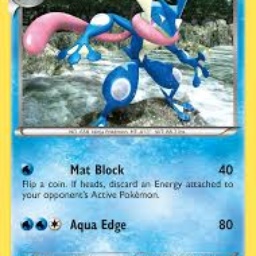 Mat Block 40
Flip a coin. If heads, discard an Energy attached to
your opponent's Active Pokémon.
Aqua Edge 80